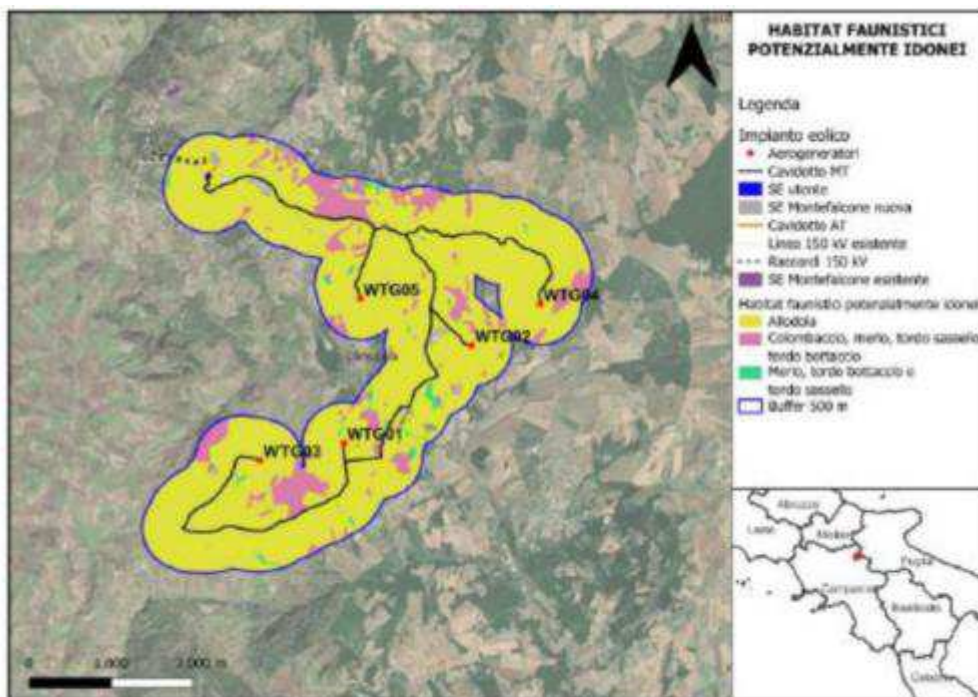 HABITAT FAUNISTICI
POTENZIALMENTE IDONEI
Legenda
Impianto eolico
Aerogeneratori
Cavidotto MT
SE utente
SE Montefalcone nuova
Cavidotto AT
Linea 150 kV esistente
Raccordi 150 kV
SE Montefalcone esistente
Habitat faunistio potenzialmente idonei
Allodola
Colombaccio, merlo, tordo sassello
tordo bottaccio
Merlo, tordo bottaccio e
tordo sassello
Buffer 500 m
WTG05
WTG04
WTG02
WTG01
WTG03
0 1.000 2.000 m
Abruzzo
Lazio
Molise
Puglia
Campania
Basilicata
Calabria